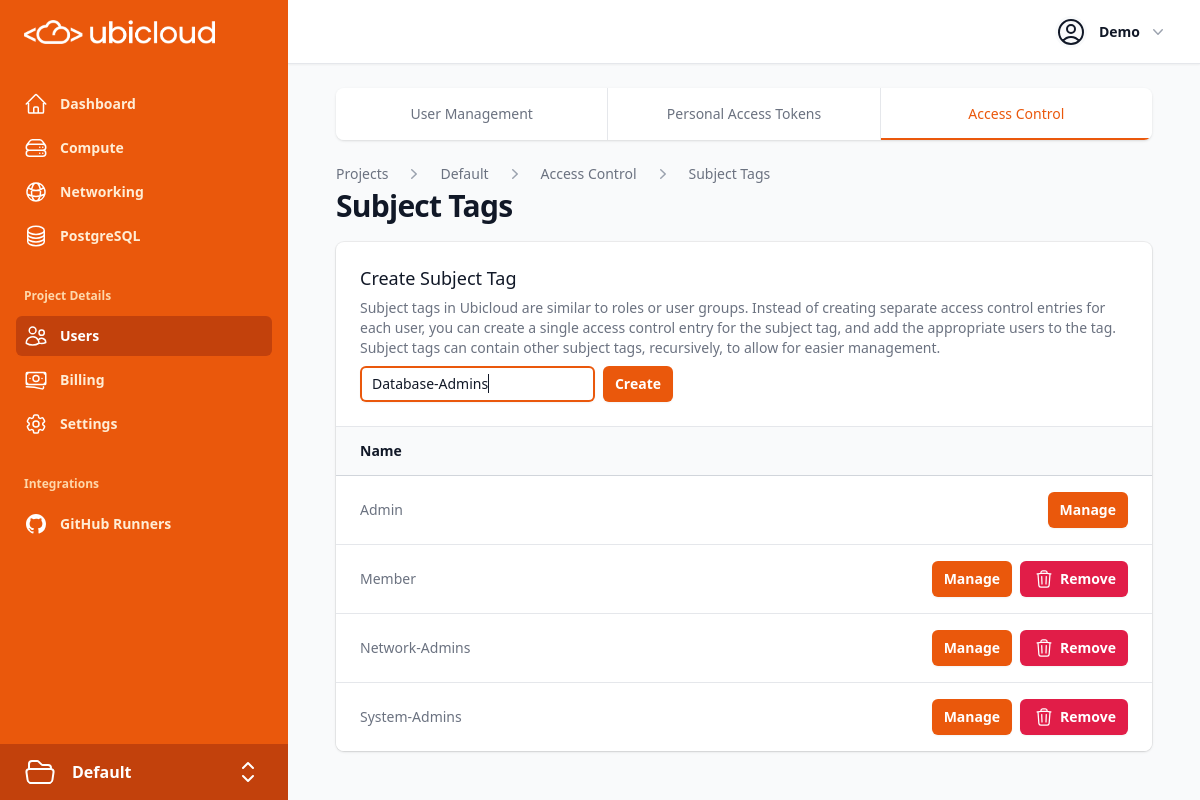 ubicloud
Demo
Dashboard
Compute
Networking
PostgreSQL
Project Details
Users
Billing
Settings
Integrations
GitHub Runners
Default
User Management
Personal Access Tokens
Access Control
Projects > Default > Access Control > Subject Tags
Subject Tags
Create Subject Tag
Subject tags in Ubicloud are similar to roles or user groups. Instead of creating separate access control entries for
each user, you can create a single access control entry for the subject tag, and add the appropriate users to the tag.
Subject tags can contain other subject tags, recursively, to allow for easier management.
Database-Admins
Create
Name
Admin
Manage
Member
Manage
Remove
Network-Admins
Manage
Remove
System-Admins
Manage
Remove